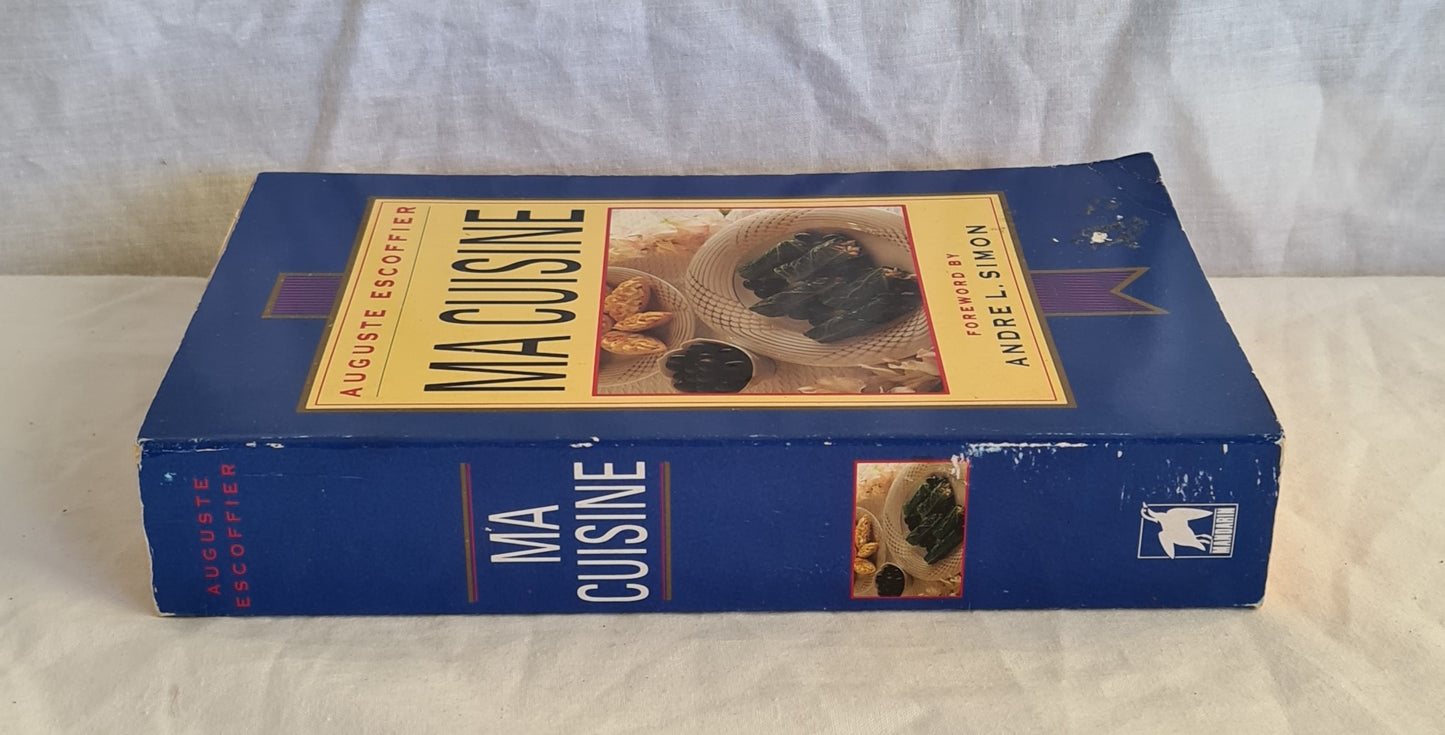 AUGUSTE ESCOFFIER
MA CUISINE
FOREWORD BY
ANDRE L. SIMON
AUGUSTE
ESCOFFIER
MA
CUISINE
MANDARIN